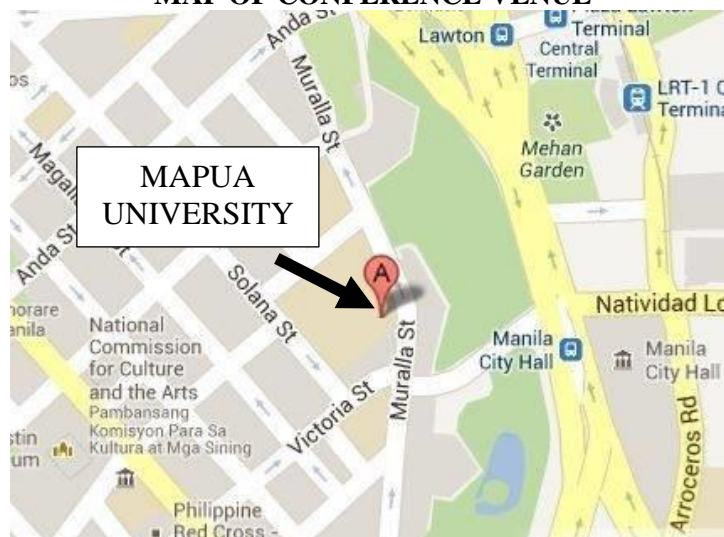 MAP OF CONFERENCE VENUE
Anda St
Lawton
Terminal
Central
Terminal
LRT-1
Muralla St
Mehan
Garden
MAPUA
UNIVERSITY
A
Anda St
Solana St
Natividad
National
Commission
for Culture
and the Arts
Pambansang
Komisyon Para Sa
Kultura at Mga Sining
Manila
City Hall
Manila
City Hall
Muralla St
Victoria St
Arroceros Rd
Philippine
Red Cross -